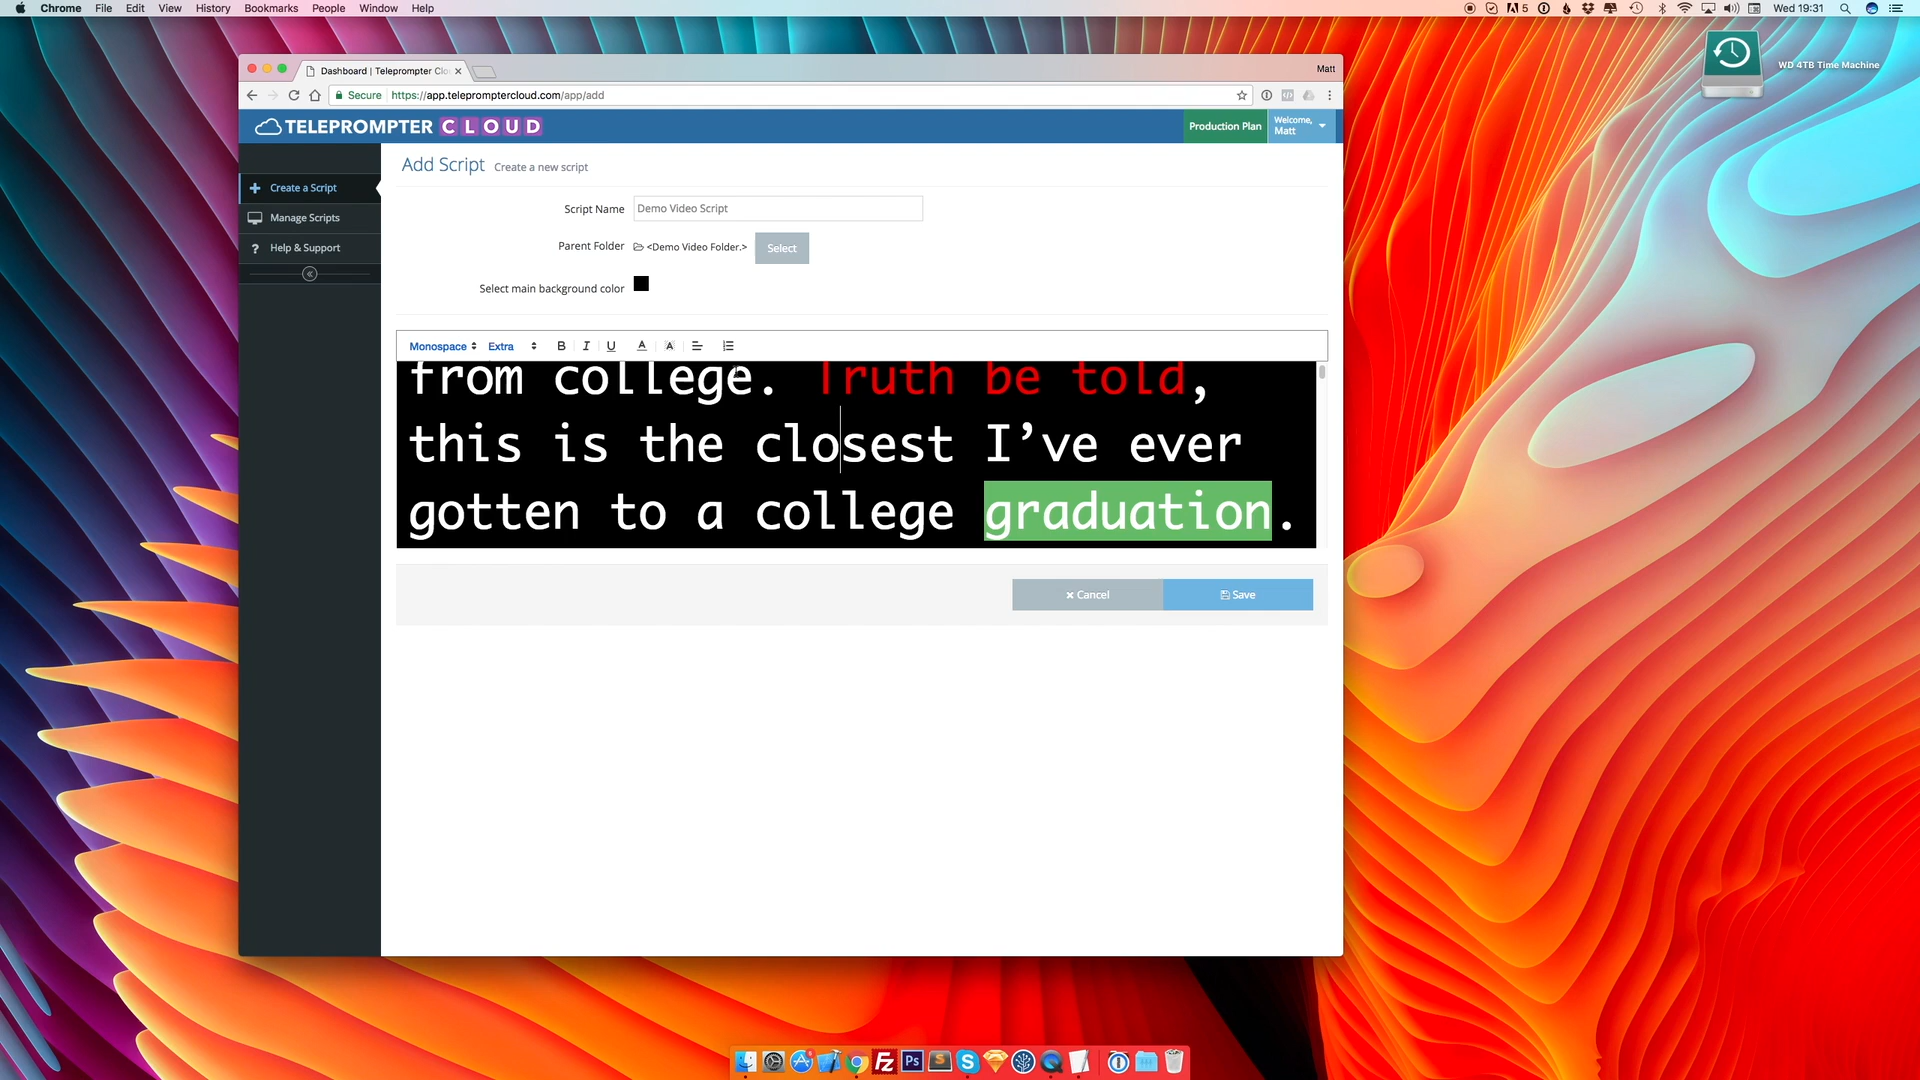 Chrome File Edit View History Bookmarks People Window Help
5 Wed 19:31
WD 4TB Time Machine
Dashboard | Teleprompter Clo
Matt
Secure https://app.telepromptercloud.com/app/add
TELEPROMPTER CLOUD
Production Plan
Welcome, Matt
Create a Script
Manage Scripts
Help & Support
Add Script Create a new script
Script Name Demo Video Script
Parent Folder <Demo Video Folder.> Select
Select main background color
Monospace Extra B I U A A
from college. Truth be told,
this is the closest I’ve ever
gotten to a college graduation.
Cancel Save
Fz Ps S